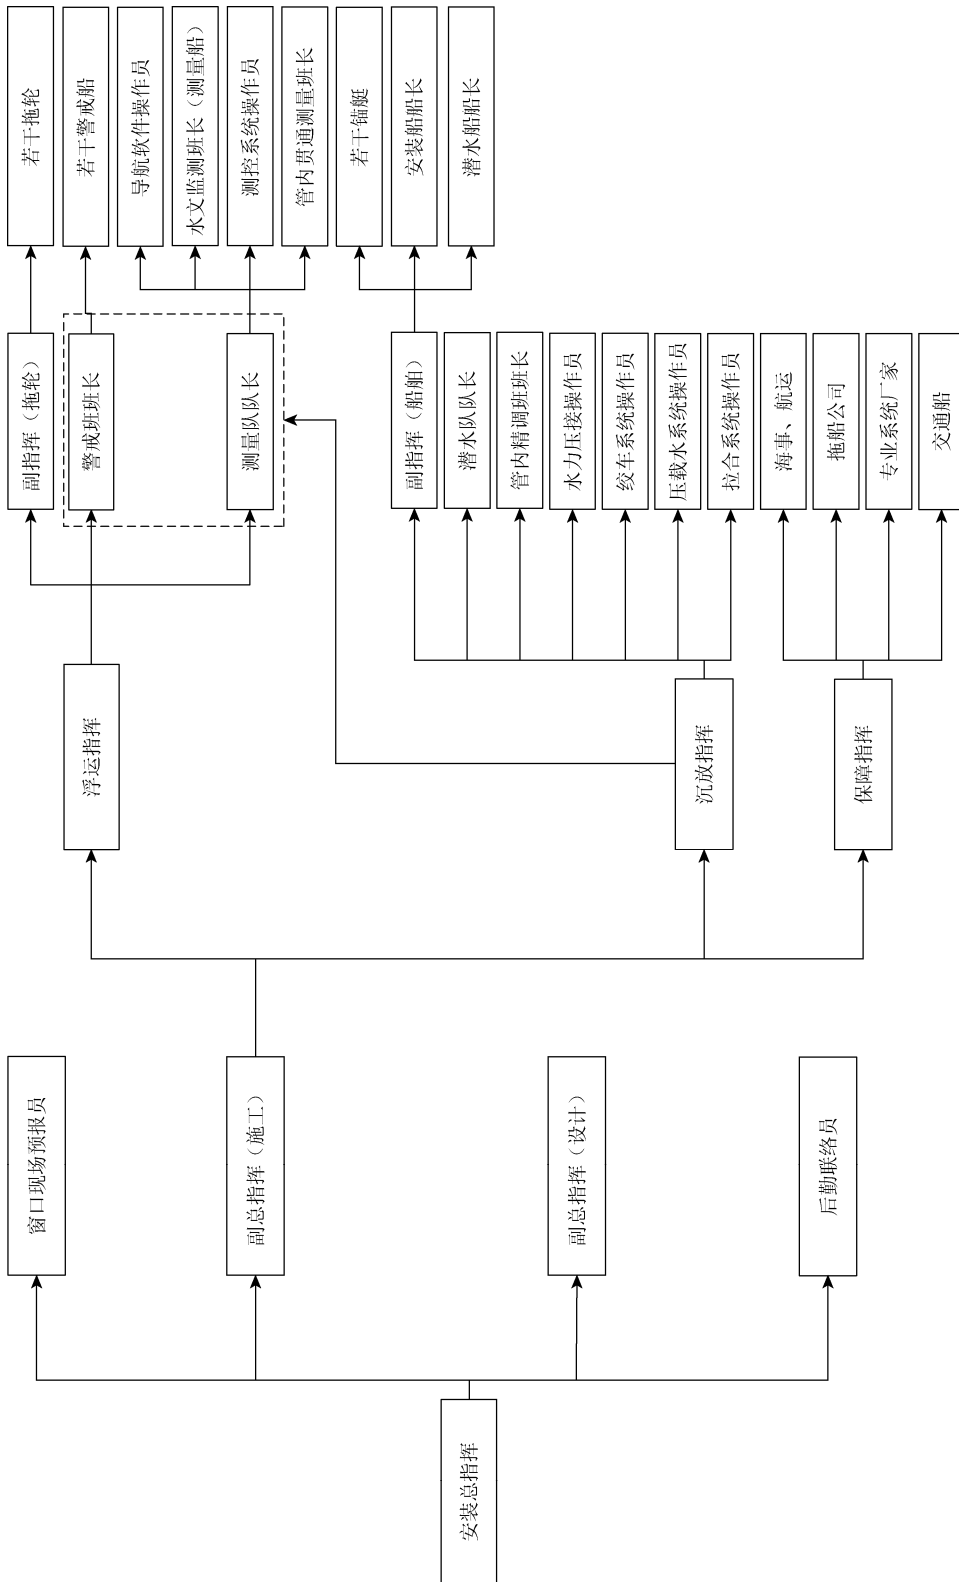 安装总指挥
窗口现场预报员
副总指挥（施工）
副总指挥（设计）
后勤联络员
浮运指挥
沉放指挥
保障指挥
副指挥（拖轮）
警戒班班长
测量队队长
副指挥（船舶）
潜水队队长
管内精调班班长
水力压接操作员
绞车系统操作员
压载水系统操作员
拉合系统操作员
海事、航运
拖船公司
专业系统厂家
交通船
若干拖轮
若干警戒船
导航软件操作员
水文监测班长（测量船）
测控系统操作员
管内贯通测量班长
若干锚艇
安装船船长
潜水船船长